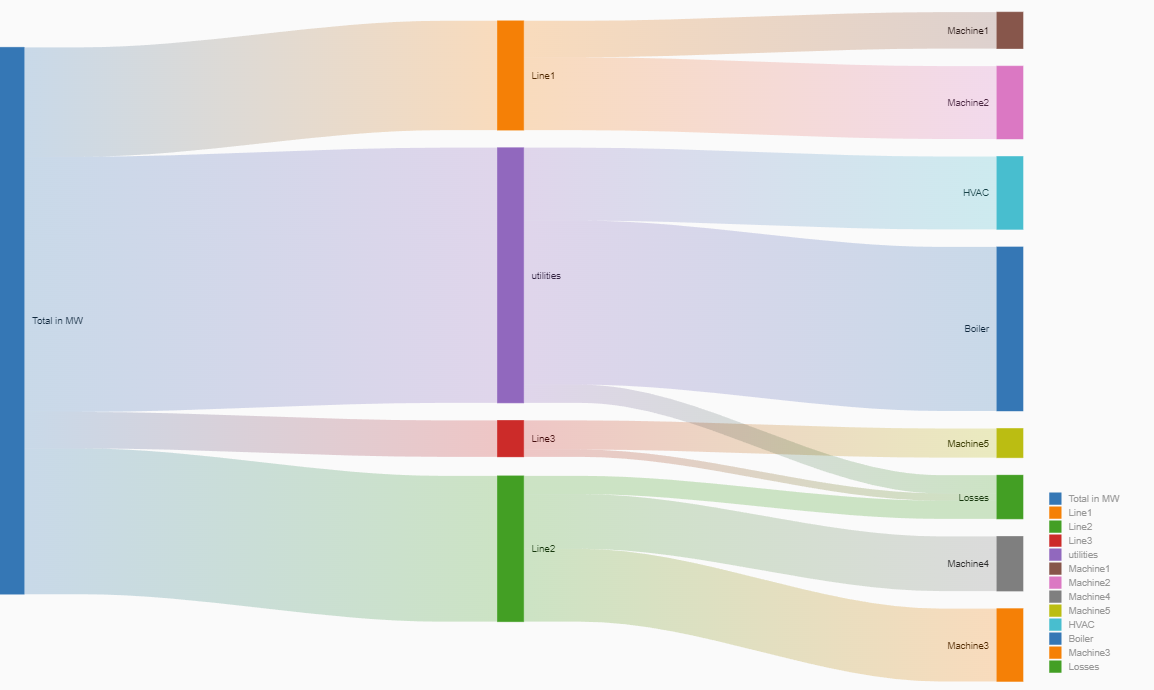 Total in MW
Line1
utilities
Line3
Line2
Machine1
Machine2
HVAC
Boiler
Machine5
Losses
Machine4
Machine3
Total in MW
Line1
Line2
Line3
utilities
Machine1
Machine2
Machine4
Machine5
HVAC
Boiler
Machine3
Losses